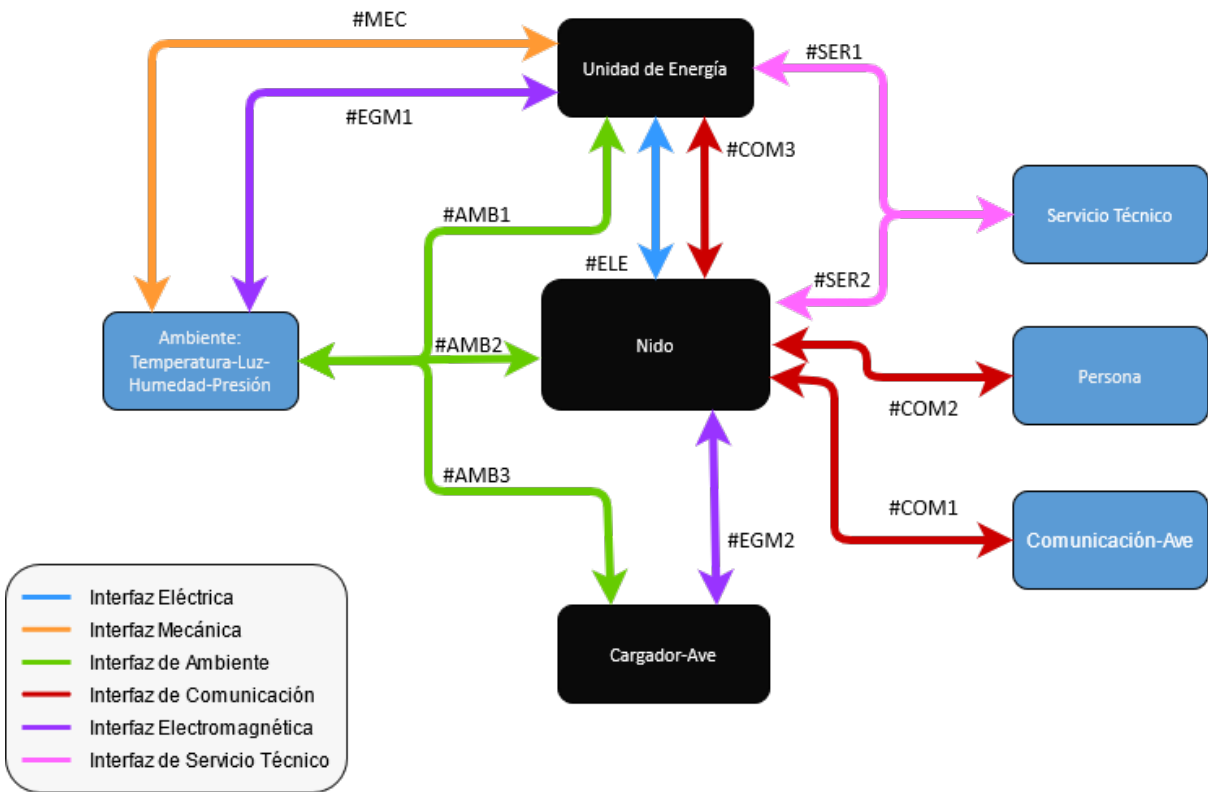 #MEC
Unidad de Energía
#SER1
#EGM1
#COM3
#AMB1
Servicio Técnico
#ELE
#SER2
Ambiente:
Temperatura-Luz-
Humedad-Presión
#AMB2
Nido
Persona
#COM2
#AMB3
#COM1
#EGM2
Comunicación-Ave
Cargador-Ave
Interfaz Eléctrica
Interfaz Mecánica
Interfaz de Ambiente
Interfaz de Comunicación
Interfaz Electromagnética
Interfaz de Servicio Técnico